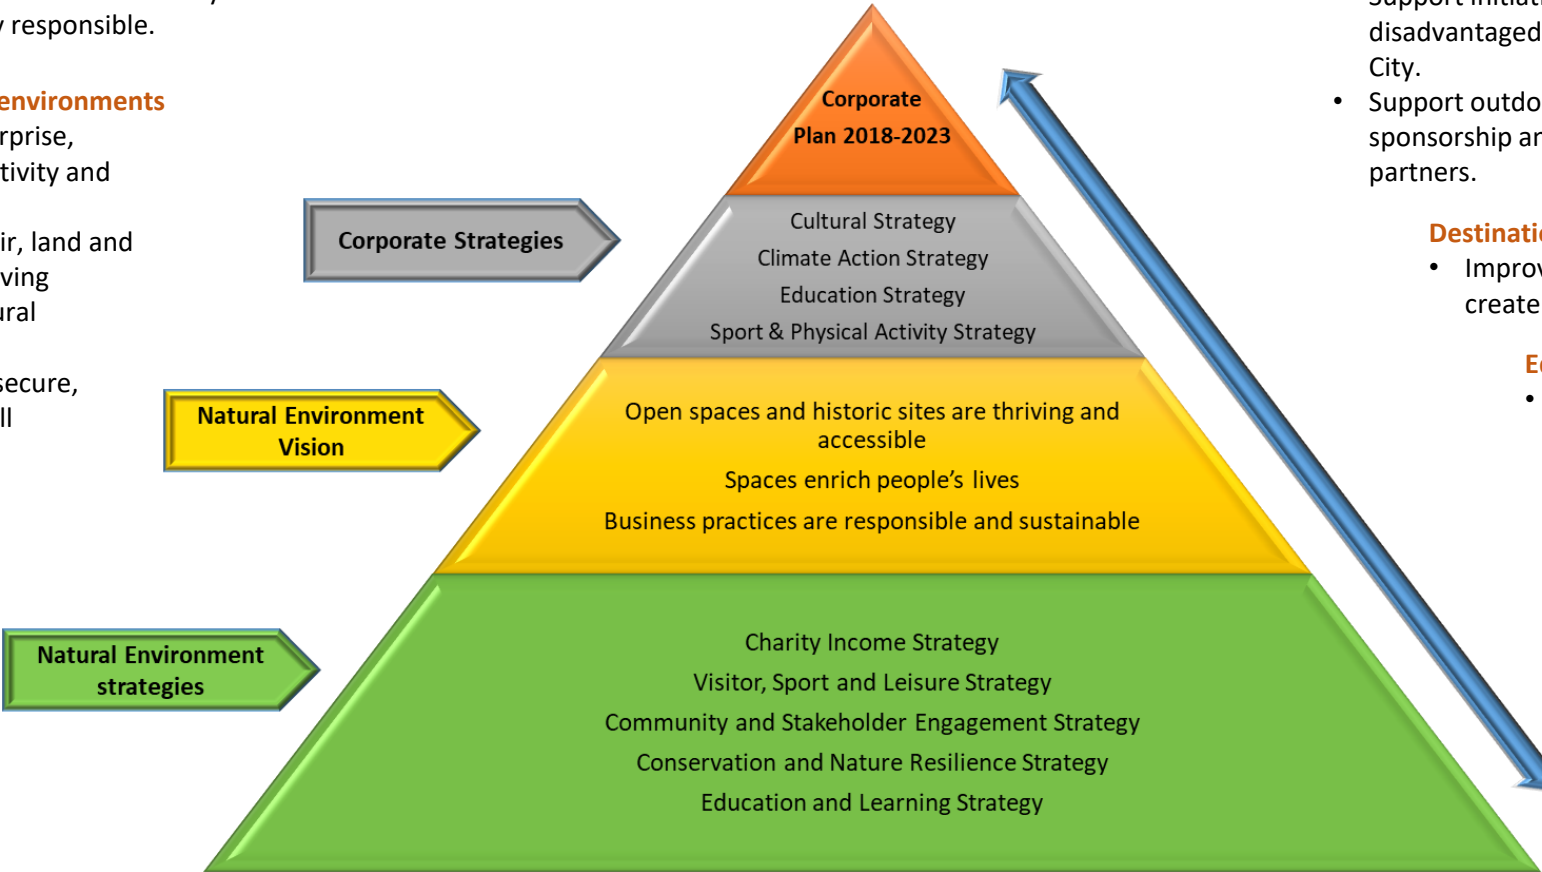 y responsible.
environments
rprise,
tivity and
ir, land and
ving
ural
secure,
ll
Corporate
Plan 2018-2023
Corporate Strategies
Cultural Strategy
Climate Action Strategy
Education Strategy
Sport & Physical Activity Strategy
Natural Environment
Vision
Open spaces and historic sites are thriving and
accessible
Spaces enrich people’s lives
Business practices are responsible and sustainable
Natural Environment
strategies
Charity Income Strategy
Visitor, Sport and Leisure Strategy
Community and Stakeholder Engagement Strategy
Conservation and Nature Resilience Strategy
Education and Learning Strategy
disadvantaged
City.
• Support outdo
sponsorship an
partners.
Destinatio
• Improv
create
•